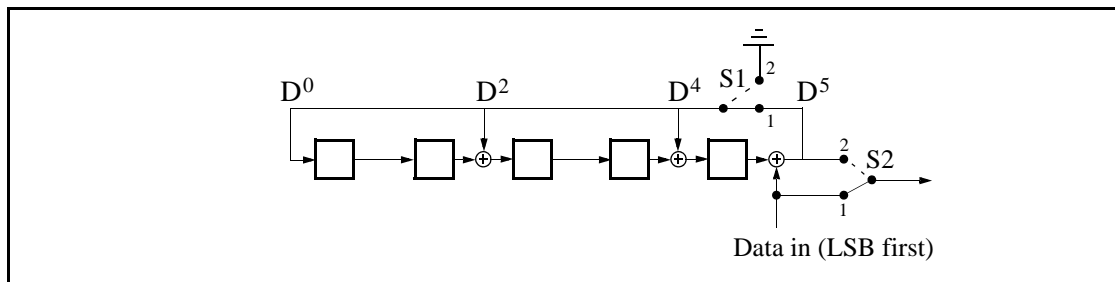 2
S1
D⁰ D² D⁴ D⁵
1
2
S2
1
Data in (LSB first)